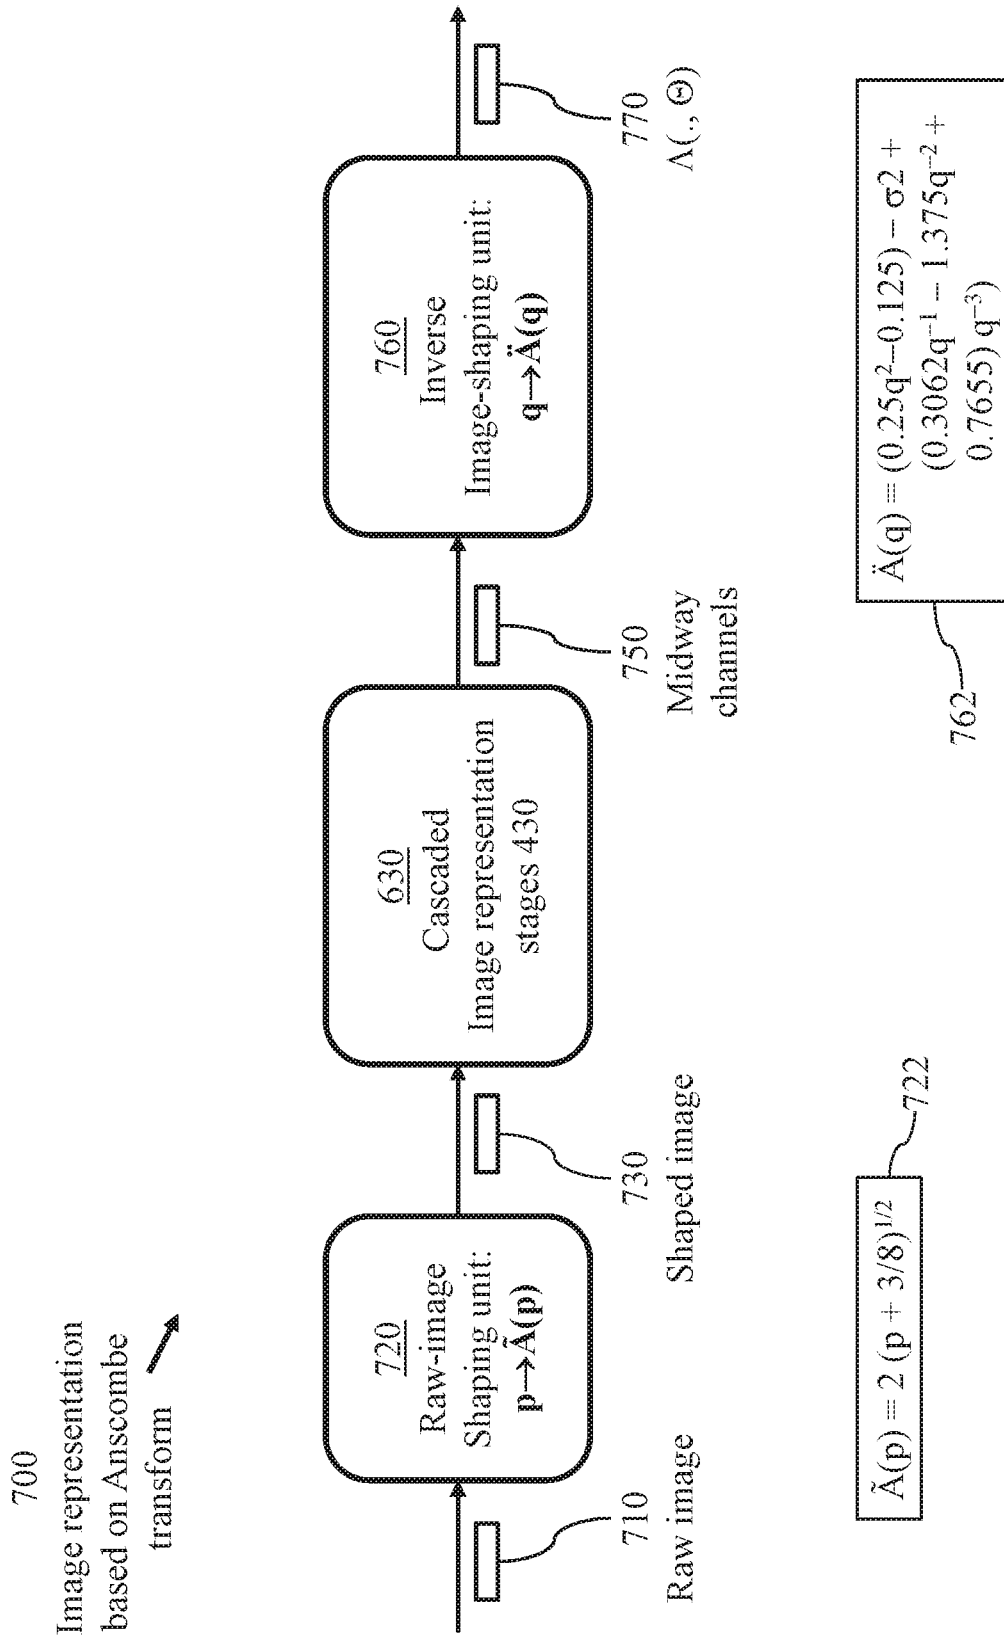 700
Image representation
based on Anscombe
transform
720
Raw-image
Shaping unit:
p→Ã(p)
630
Cascaded
Image representation
stages 430
760
Inverse
Image-shaping unit:
q→Ä(q)
710
Raw image
730
Shaped image
750
Midway
channels
770
Λ(., Θ)
Ã(p) = 2 (p + 3/8)^{1/2}
722
Ä(q) = (0.25q²–0.125) – σ2 +
(0.3062q⁻¹ – 1.375q⁻² +
0.7655) q⁻³)
762